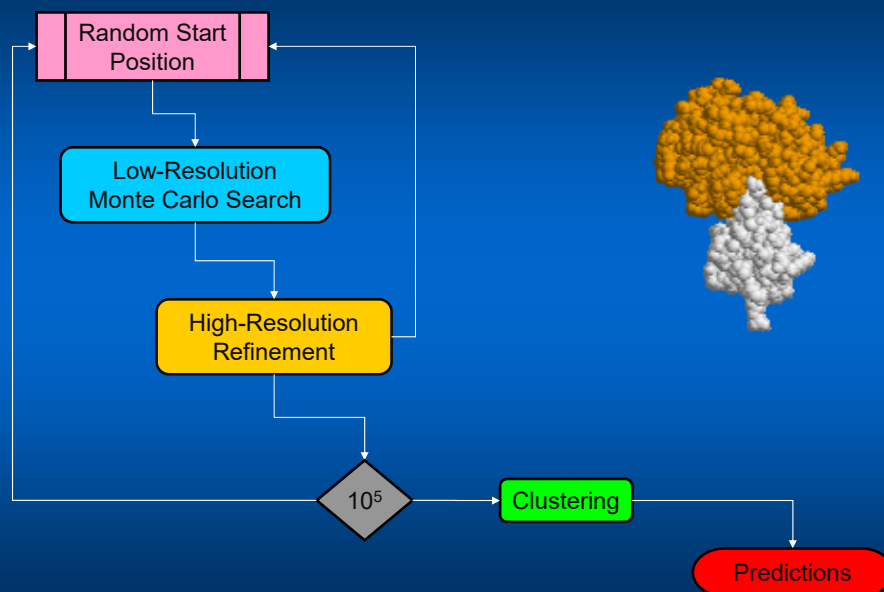 Random Start
Position
Low-Resolution
Monte Carlo Search
High-Resolution
Refinement
10⁵
Clustering
Predictions